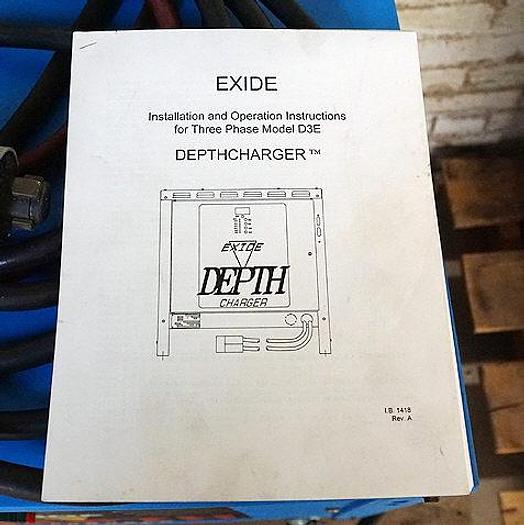 EXIDE
Installation and Operation Instructions
for Three Phase Model D3E
DEPTHCHARGER™
EXIDE
DEPTH
CHARGER
I.B. 1418
Rev. A